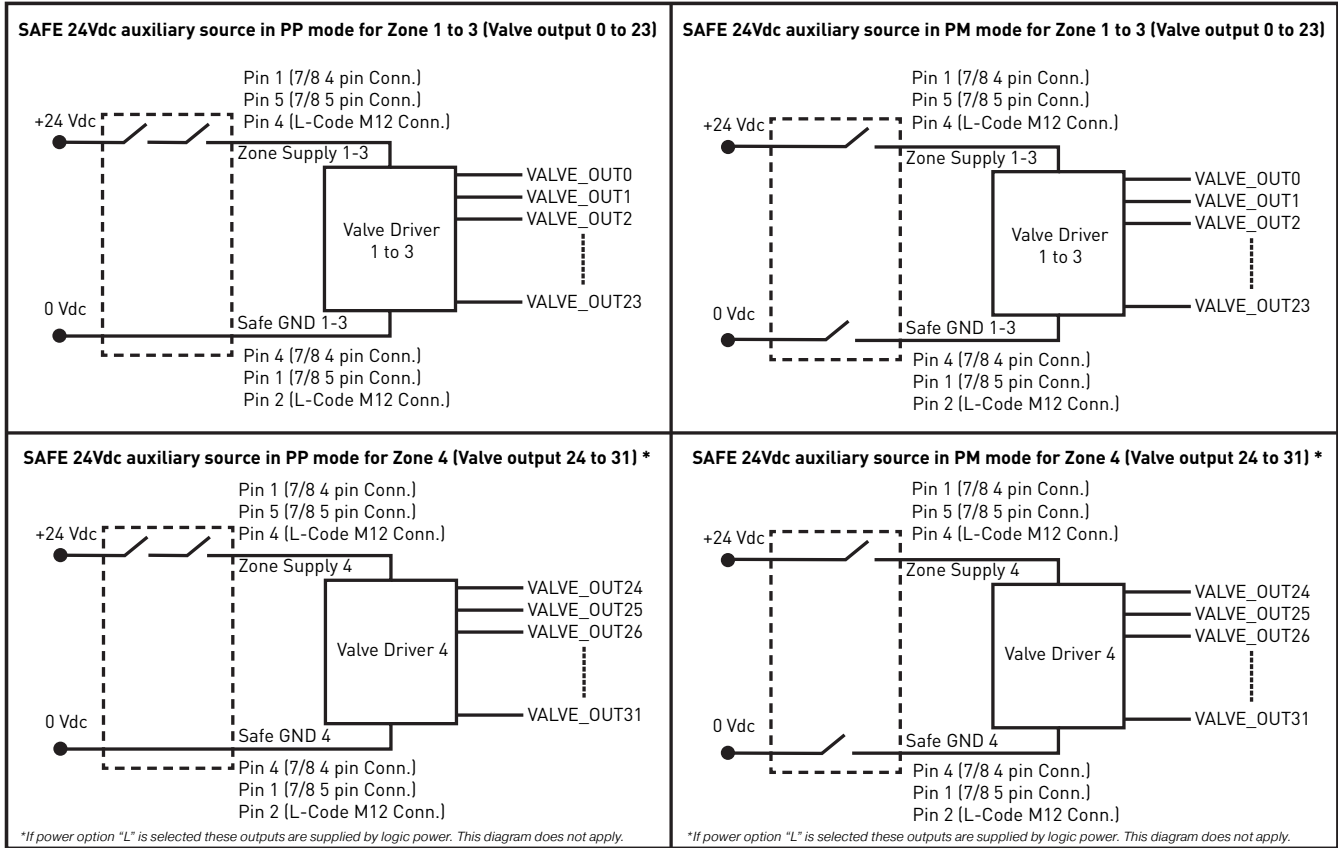 SAFE 24Vdc auxiliary source in PP mode for Zone 1 to 3 (Valve output 0 to 23)
Pin 1 (7/8 4 pin Conn.)
Pin 5 (7/8 5 pin Conn.)
+24 Vdc
Pin 4 (L-Code M12 Conn.)
Zone Supply 1-3
VALVE_OUT0
VALVE_OUT1
VALVE_OUT2
Valve Driver
1 to 3
VALVE_OUT23
0 Vdc
Safe GND 1-3
Pin 4 (7/8 4 pin Conn.)
Pin 1 (7/8 5 pin Conn.)
Pin 2 (L-Code M12 Conn.)
SAFE 24Vdc auxiliary source in PM mode for Zone 1 to 3 (Valve output 0 to 23)
Pin 1 (7/8 4 pin Conn.)
Pin 5 (7/8 5 pin Conn.)
+24 Vdc
Pin 4 (L-Code M12 Conn.)
Zone Supply 1-3
VALVE_OUT0
VALVE_OUT1
VALVE_OUT2
Valve Driver
1 to 3
VALVE_OUT23
0 Vdc
Safe GND 1-3
Pin 4 (7/8 4 pin Conn.)
Pin 1 (7/8 5 pin Conn.)
Pin 2 (L-Code M12 Conn.)
SAFE 24Vdc auxiliary source in PP mode for Zone 4 (Valve output 24 to 31) *
Pin 1 (7/8 4 pin Conn.)
Pin 5 (7/8 5 pin Conn.)
+24 Vdc
Pin 4 (L-Code M12 Conn.)
Zone Supply 4
VALVE_OUT24
VALVE_OUT25
VALVE_OUT26
Valve Driver 4
VALVE_OUT31
0 Vdc
Safe GND 4
Pin 4 (7/8 4 pin Conn.)
Pin 1 (7/8 5 pin Conn.)
Pin 2 (L-Code M12 Conn.)
*If power option "L" is selected these outputs are supplied by logic power. This diagram does not apply.
SAFE 24Vdc auxiliary source in PM mode for Zone 4 (Valve output 24 to 31) *
Pin 1 (7/8 4 pin Conn.)
Pin 5 (7/8 5 pin Conn.)
+24 Vdc
Pin 4 (L-Code M12 Conn.)
Zone Supply 4
VALVE_OUT24
VALVE_OUT25
VALVE_OUT26
Valve Driver 4
VALVE_OUT31
0 Vdc
Safe GND 4
Pin 4 (7/8 4 pin Conn.)
Pin 1 (7/8 5 pin Conn.)
Pin 2 (L-Code M12 Conn.)
*If power option "L" is selected these outputs are supplied by logic power. This diagram does not apply.